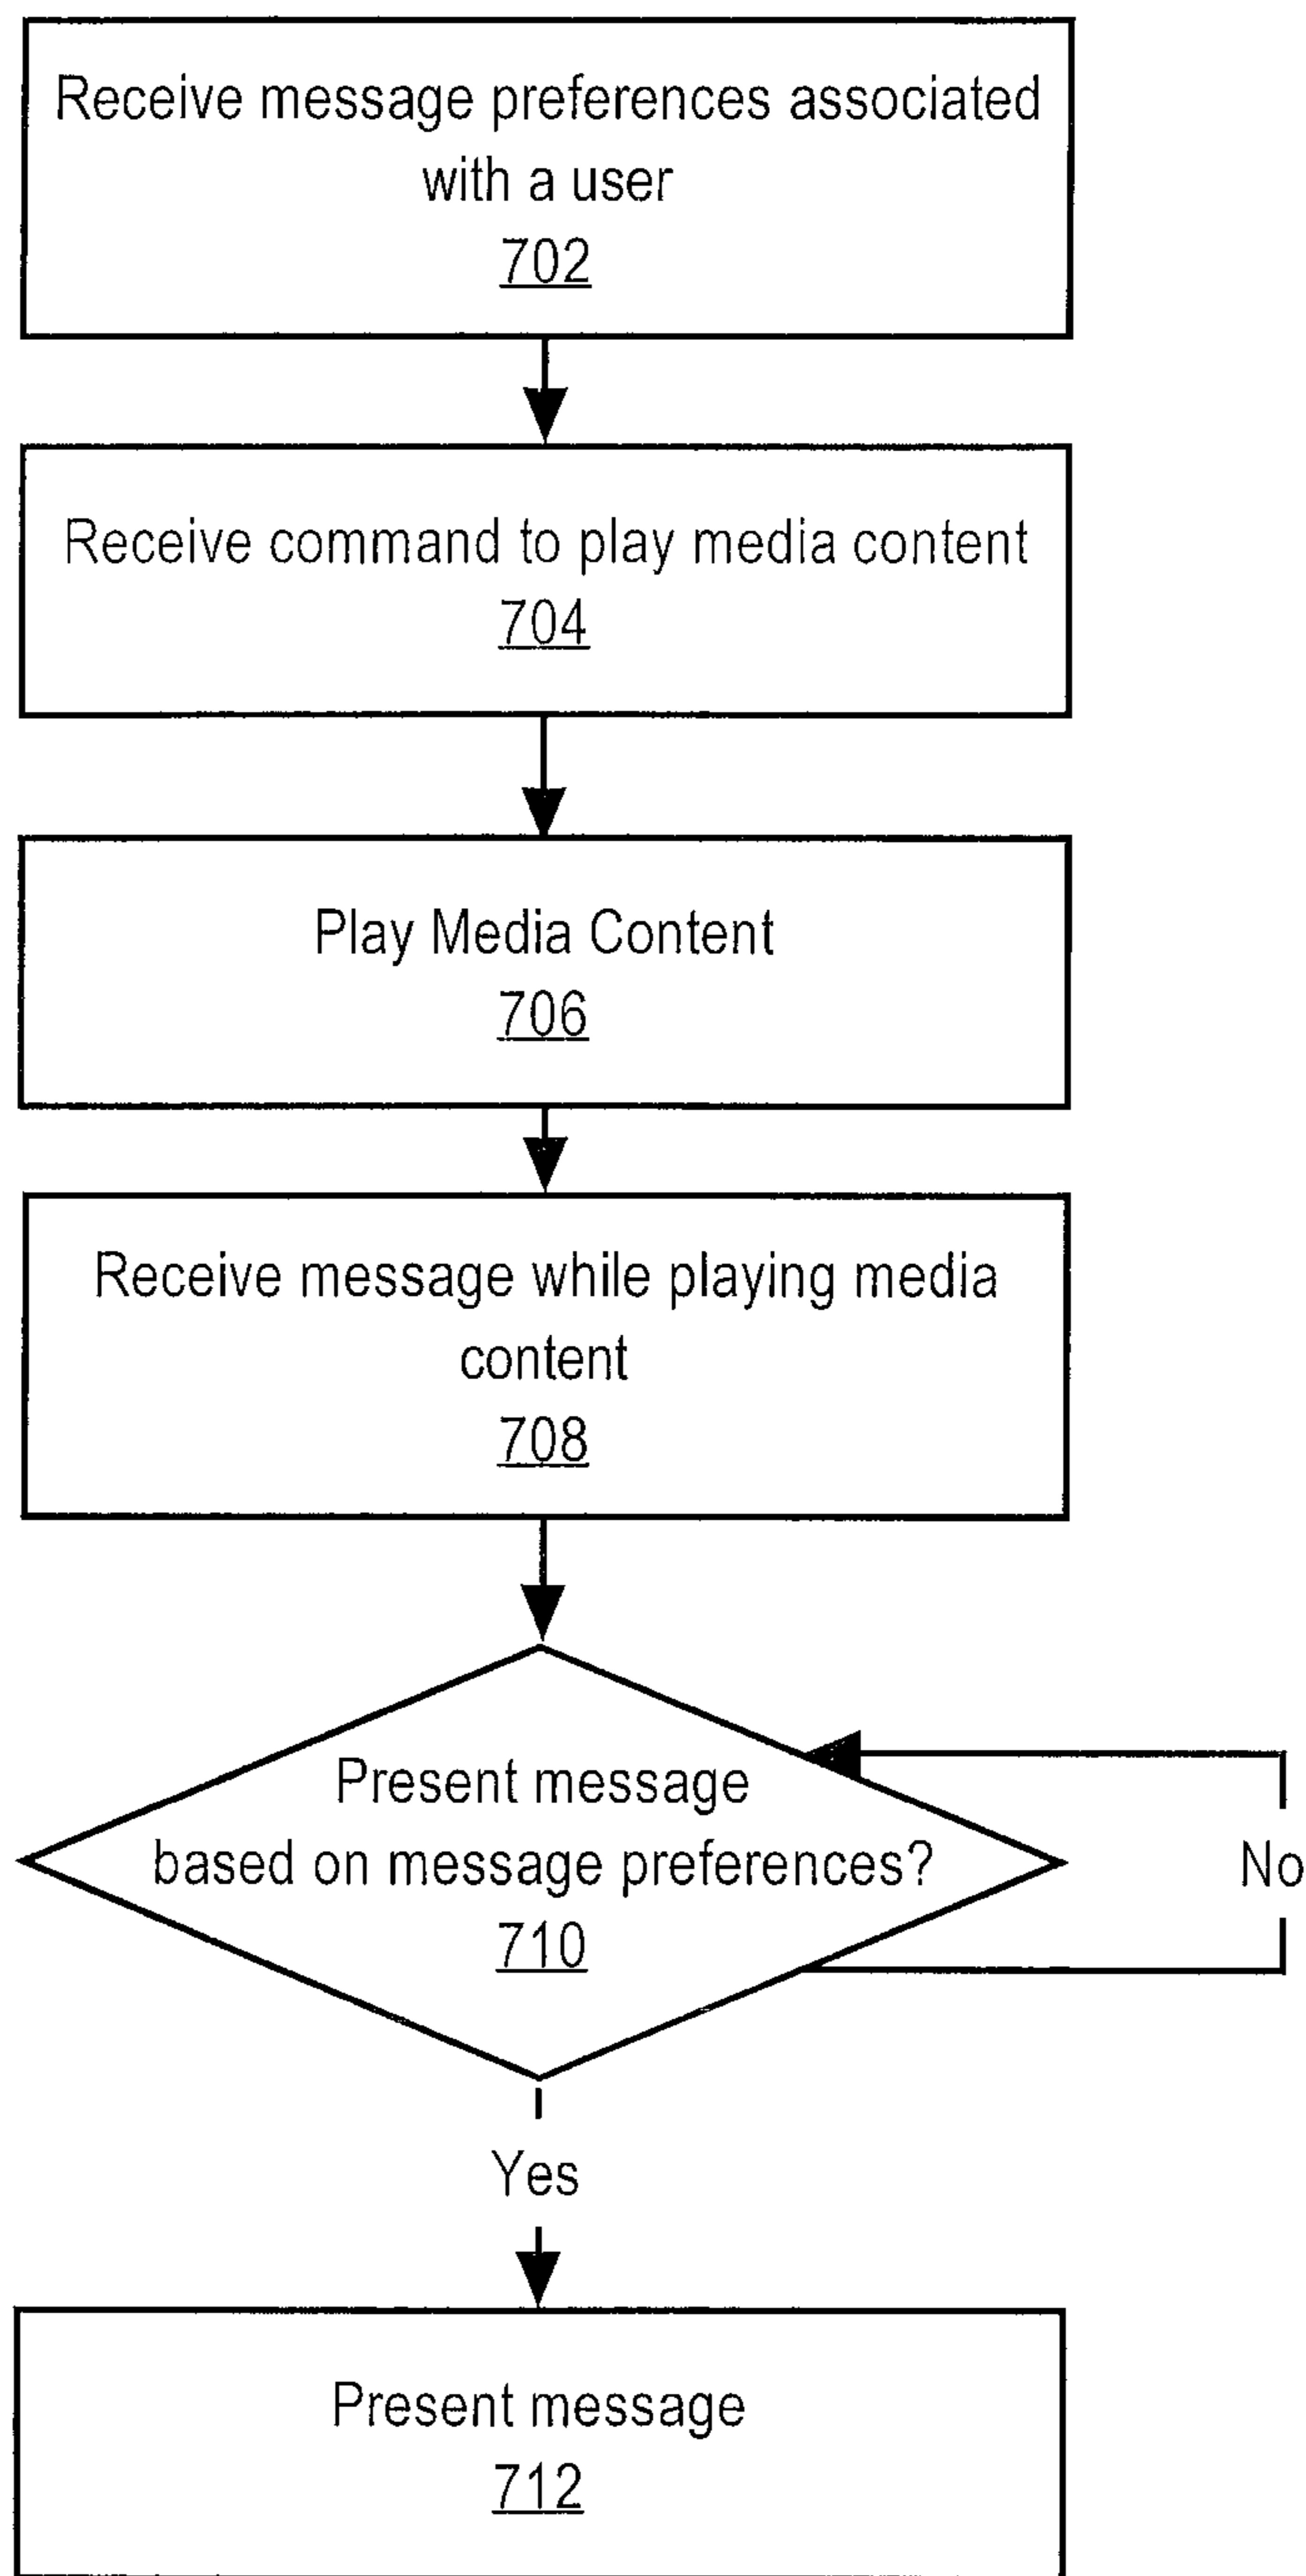 Receive message preferences associated
with a user
702
Receive command to play media content
704
Play Media Content
706
Receive message while playing media
content
708
Present message
based on message preferences?
710
No
Yes
Present message
712